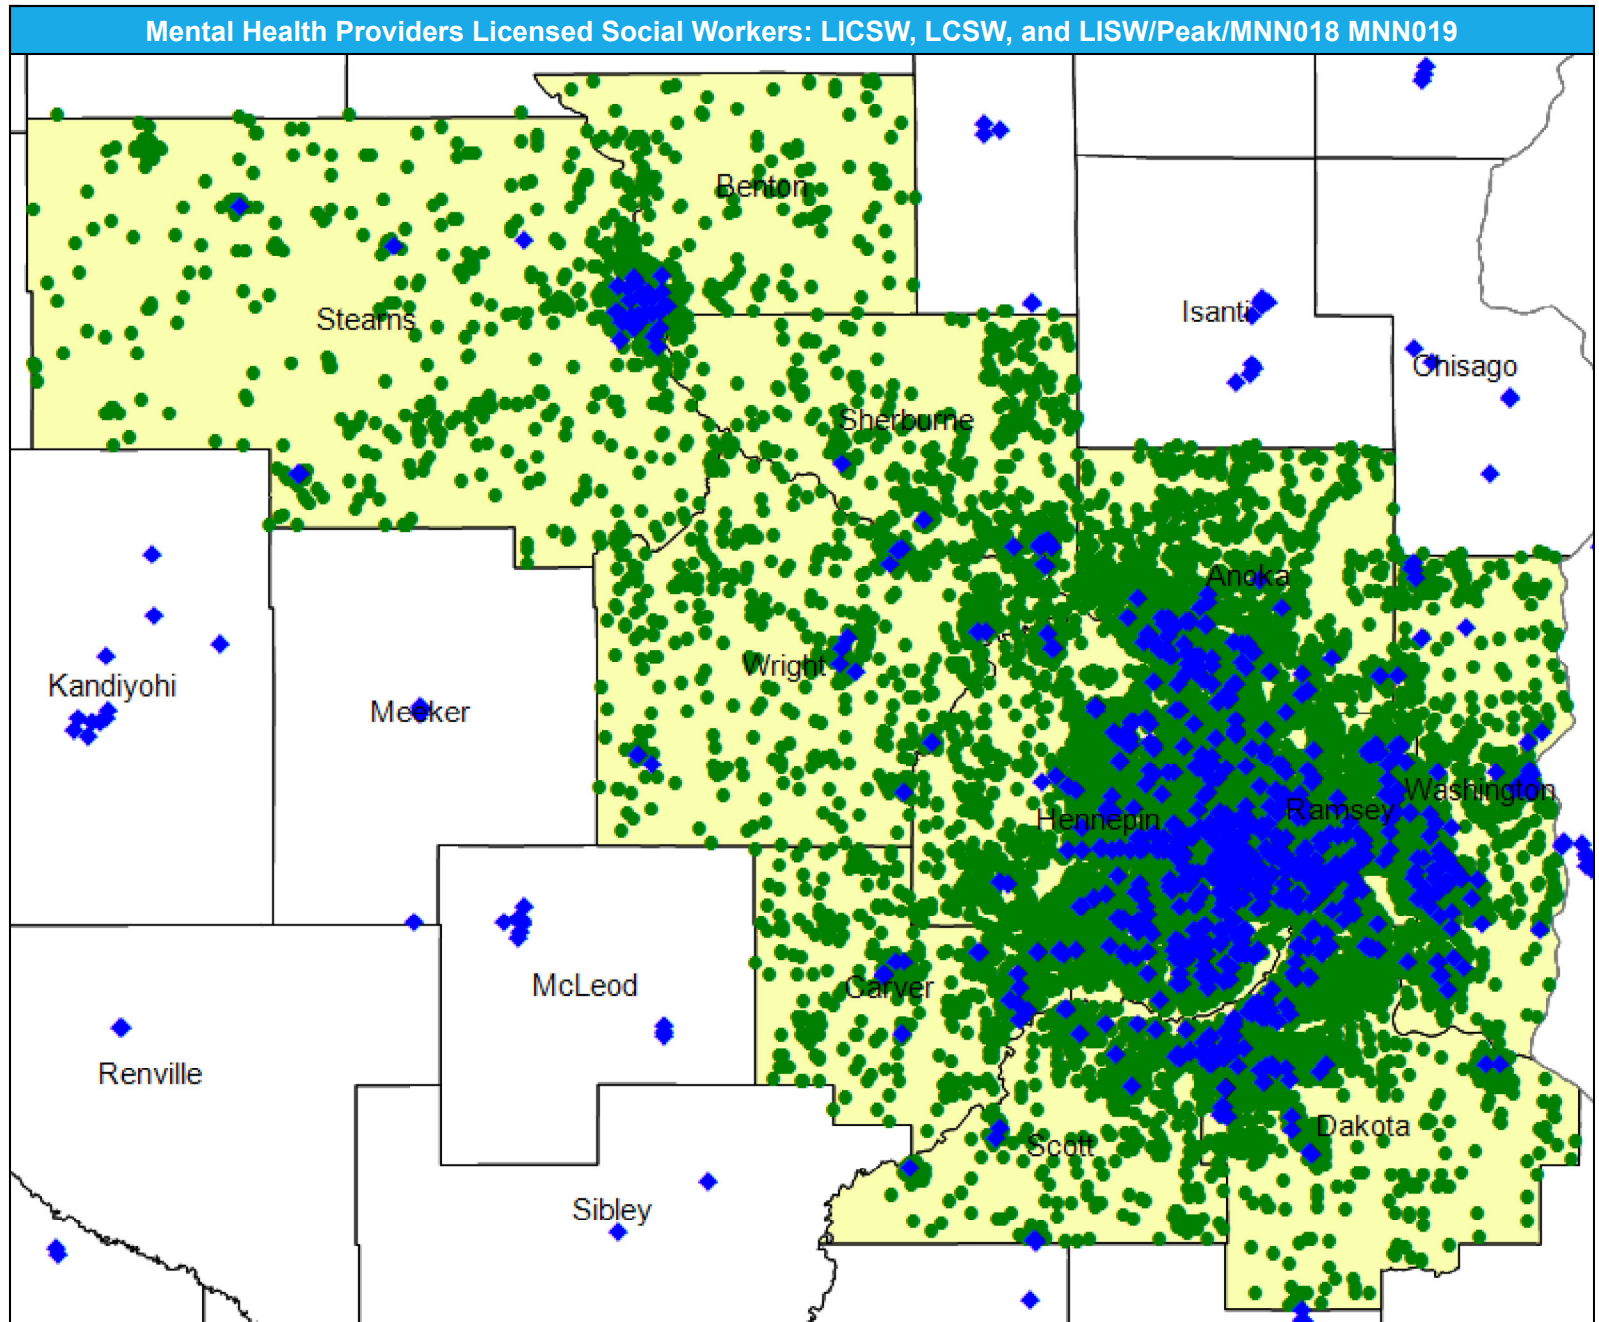 Mental Health Providers Licensed Social Workers: LICSW, LCSW, and LISW/Peak/MNN018 MNN019
Benton
Stearns
Isanti
Chisago
Sherburne
Anoka
Wright
Kandiyohi
Meeker
Washington
Ramsey
Hennepin
McLeod
Carver
Renville
Dakota
Scott
Sibley